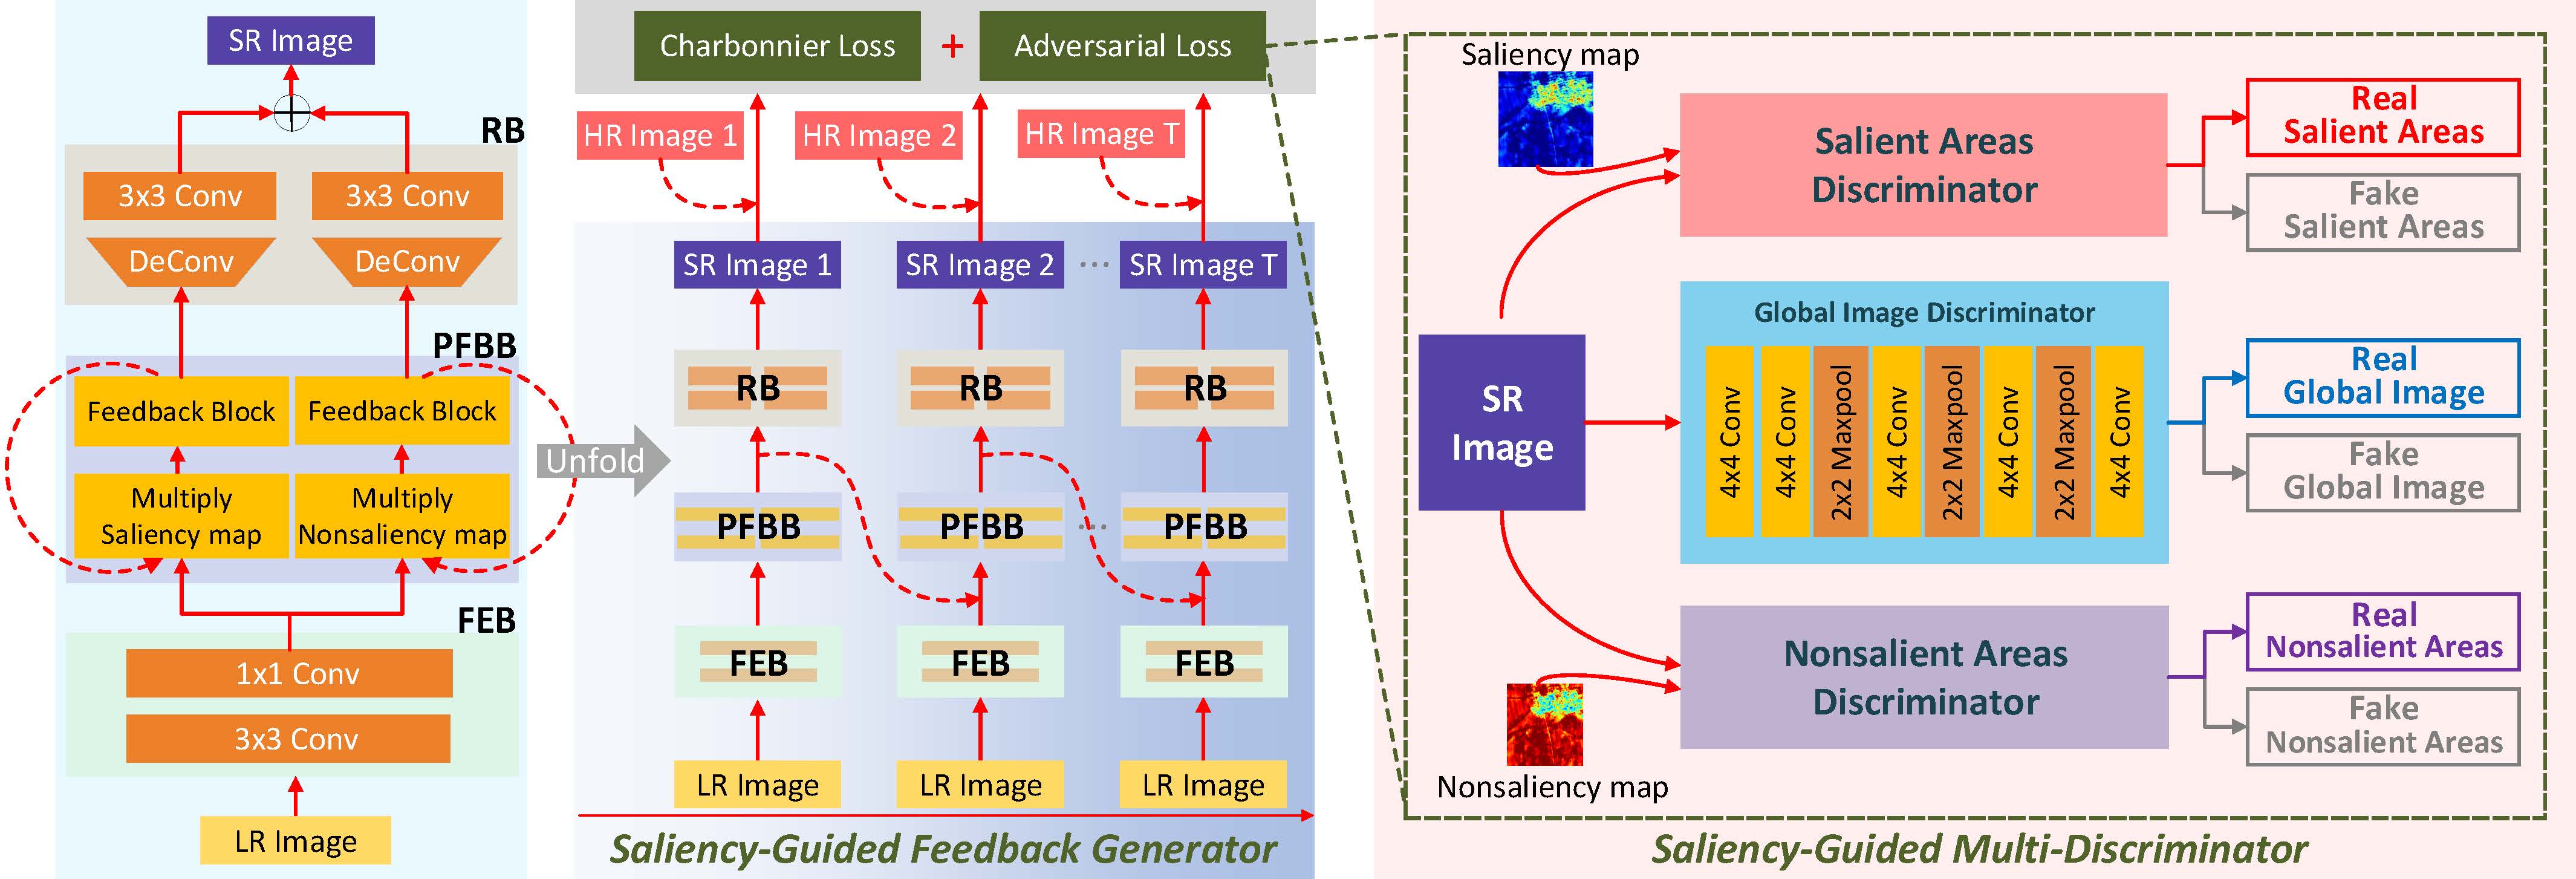 SR Image
RB
3x3 Conv
3x3 Conv
DeConv
DeConv
PFBB
Feedback Block
Feedback Block
Multiply
Saliency map
Multiply
Nonsaliency map
FEB
1x1 Conv
3x3 Conv
LR Image
Unfold
Charbonnier Loss
+
Adversarial Loss
HR Image 1
HR Image 2
HR Image T
SR Image 1
SR Image 2
...
SR Image T
RB
RB
RB
PFBB
PFBB
...
PFBB
FEB
FEB
FEB
LR Image
LR Image
LR Image
Saliency-Guided Feedback Generator
Saliency map
Salient Areas
Discriminator
Real
Salient Areas
Fake
Salient Areas
SR
Image
Global Image Discriminator
4x4 Conv
4x4 Conv
2x2 Maxpool
4x4 Conv
2x2 Maxpool
4x4 Conv
2x2 Maxpool
4x4 Conv
Real
Global Image
Fake
Global Image
Nonsalient Areas
Discriminator
Real
Nonsalient Areas
Fake
Nonsalient Areas
Nonsaliency map
Saliency-Guided Multi-Discriminator